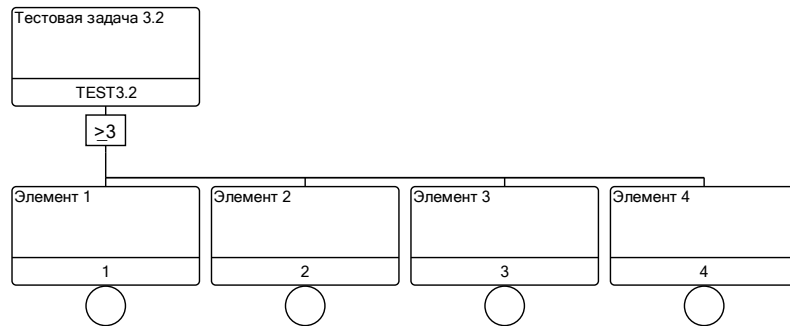 Тестовая задача 3.2
TEST3.2
≥3
Элемент 1
Элемент 2
Элемент 3
Элемент 4
1
2
3
4